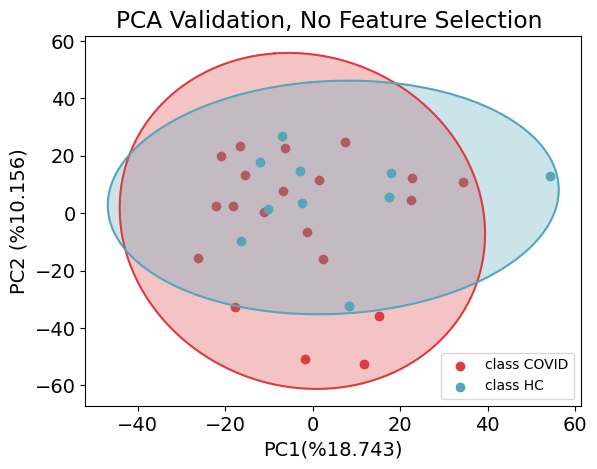 PCA Validation, No Feature Selection
60
40
20
0
−20
−40
−60
PC2 (%10.156)
−40
−20
0
20
40
60
PC1(%18.743)
class COVID
class HC